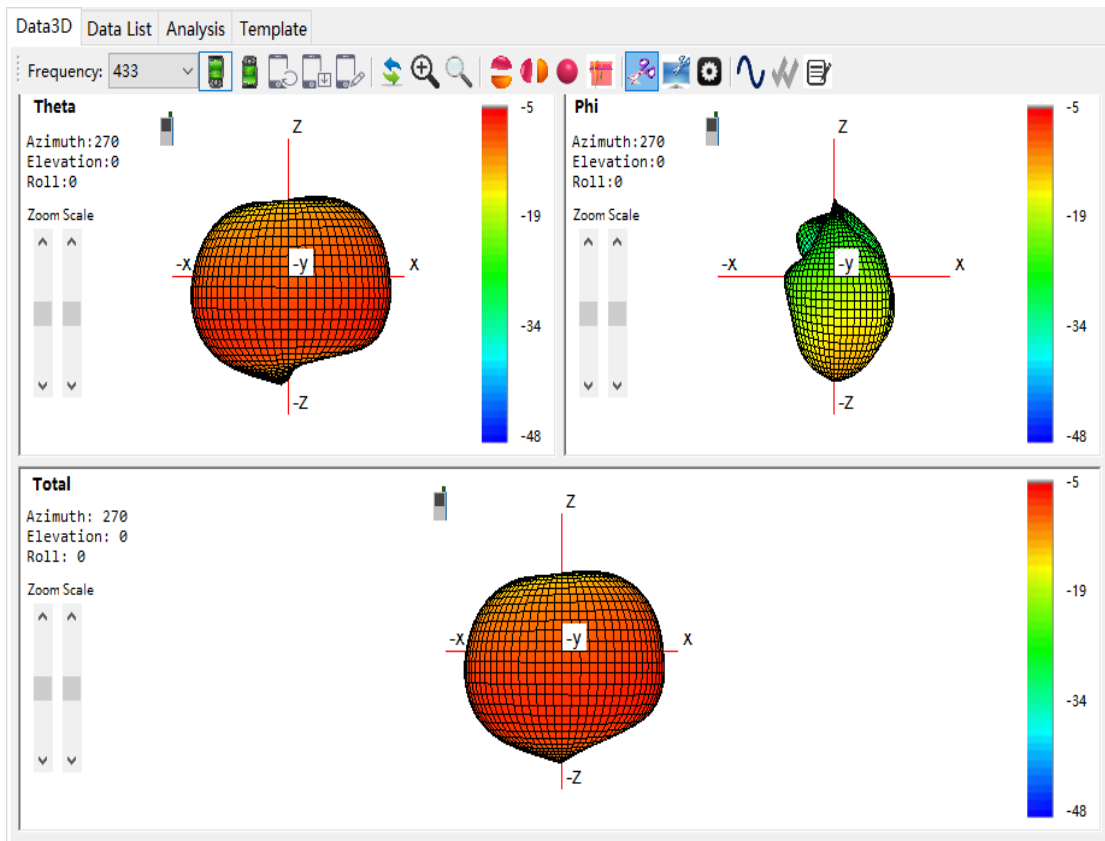 Data3D Data List Analysis Template
Frequency: 433
Theta
Azimuth:270
Elevation:0
Roll:0
Zoom Scale
Z
-X
-y
X
-Z
-5
-19
-34
-48
Phi
Azimuth:270
Elevation:0
Roll:0
Zoom Scale
Z
-X
-y
X
-Z
-5
-19
-34
-48
Total
Azimuth: 270
Elevation: 0
Roll: 0
Zoom Scale
Z
-X
-y
X
-Z
-5
-19
-34
-48